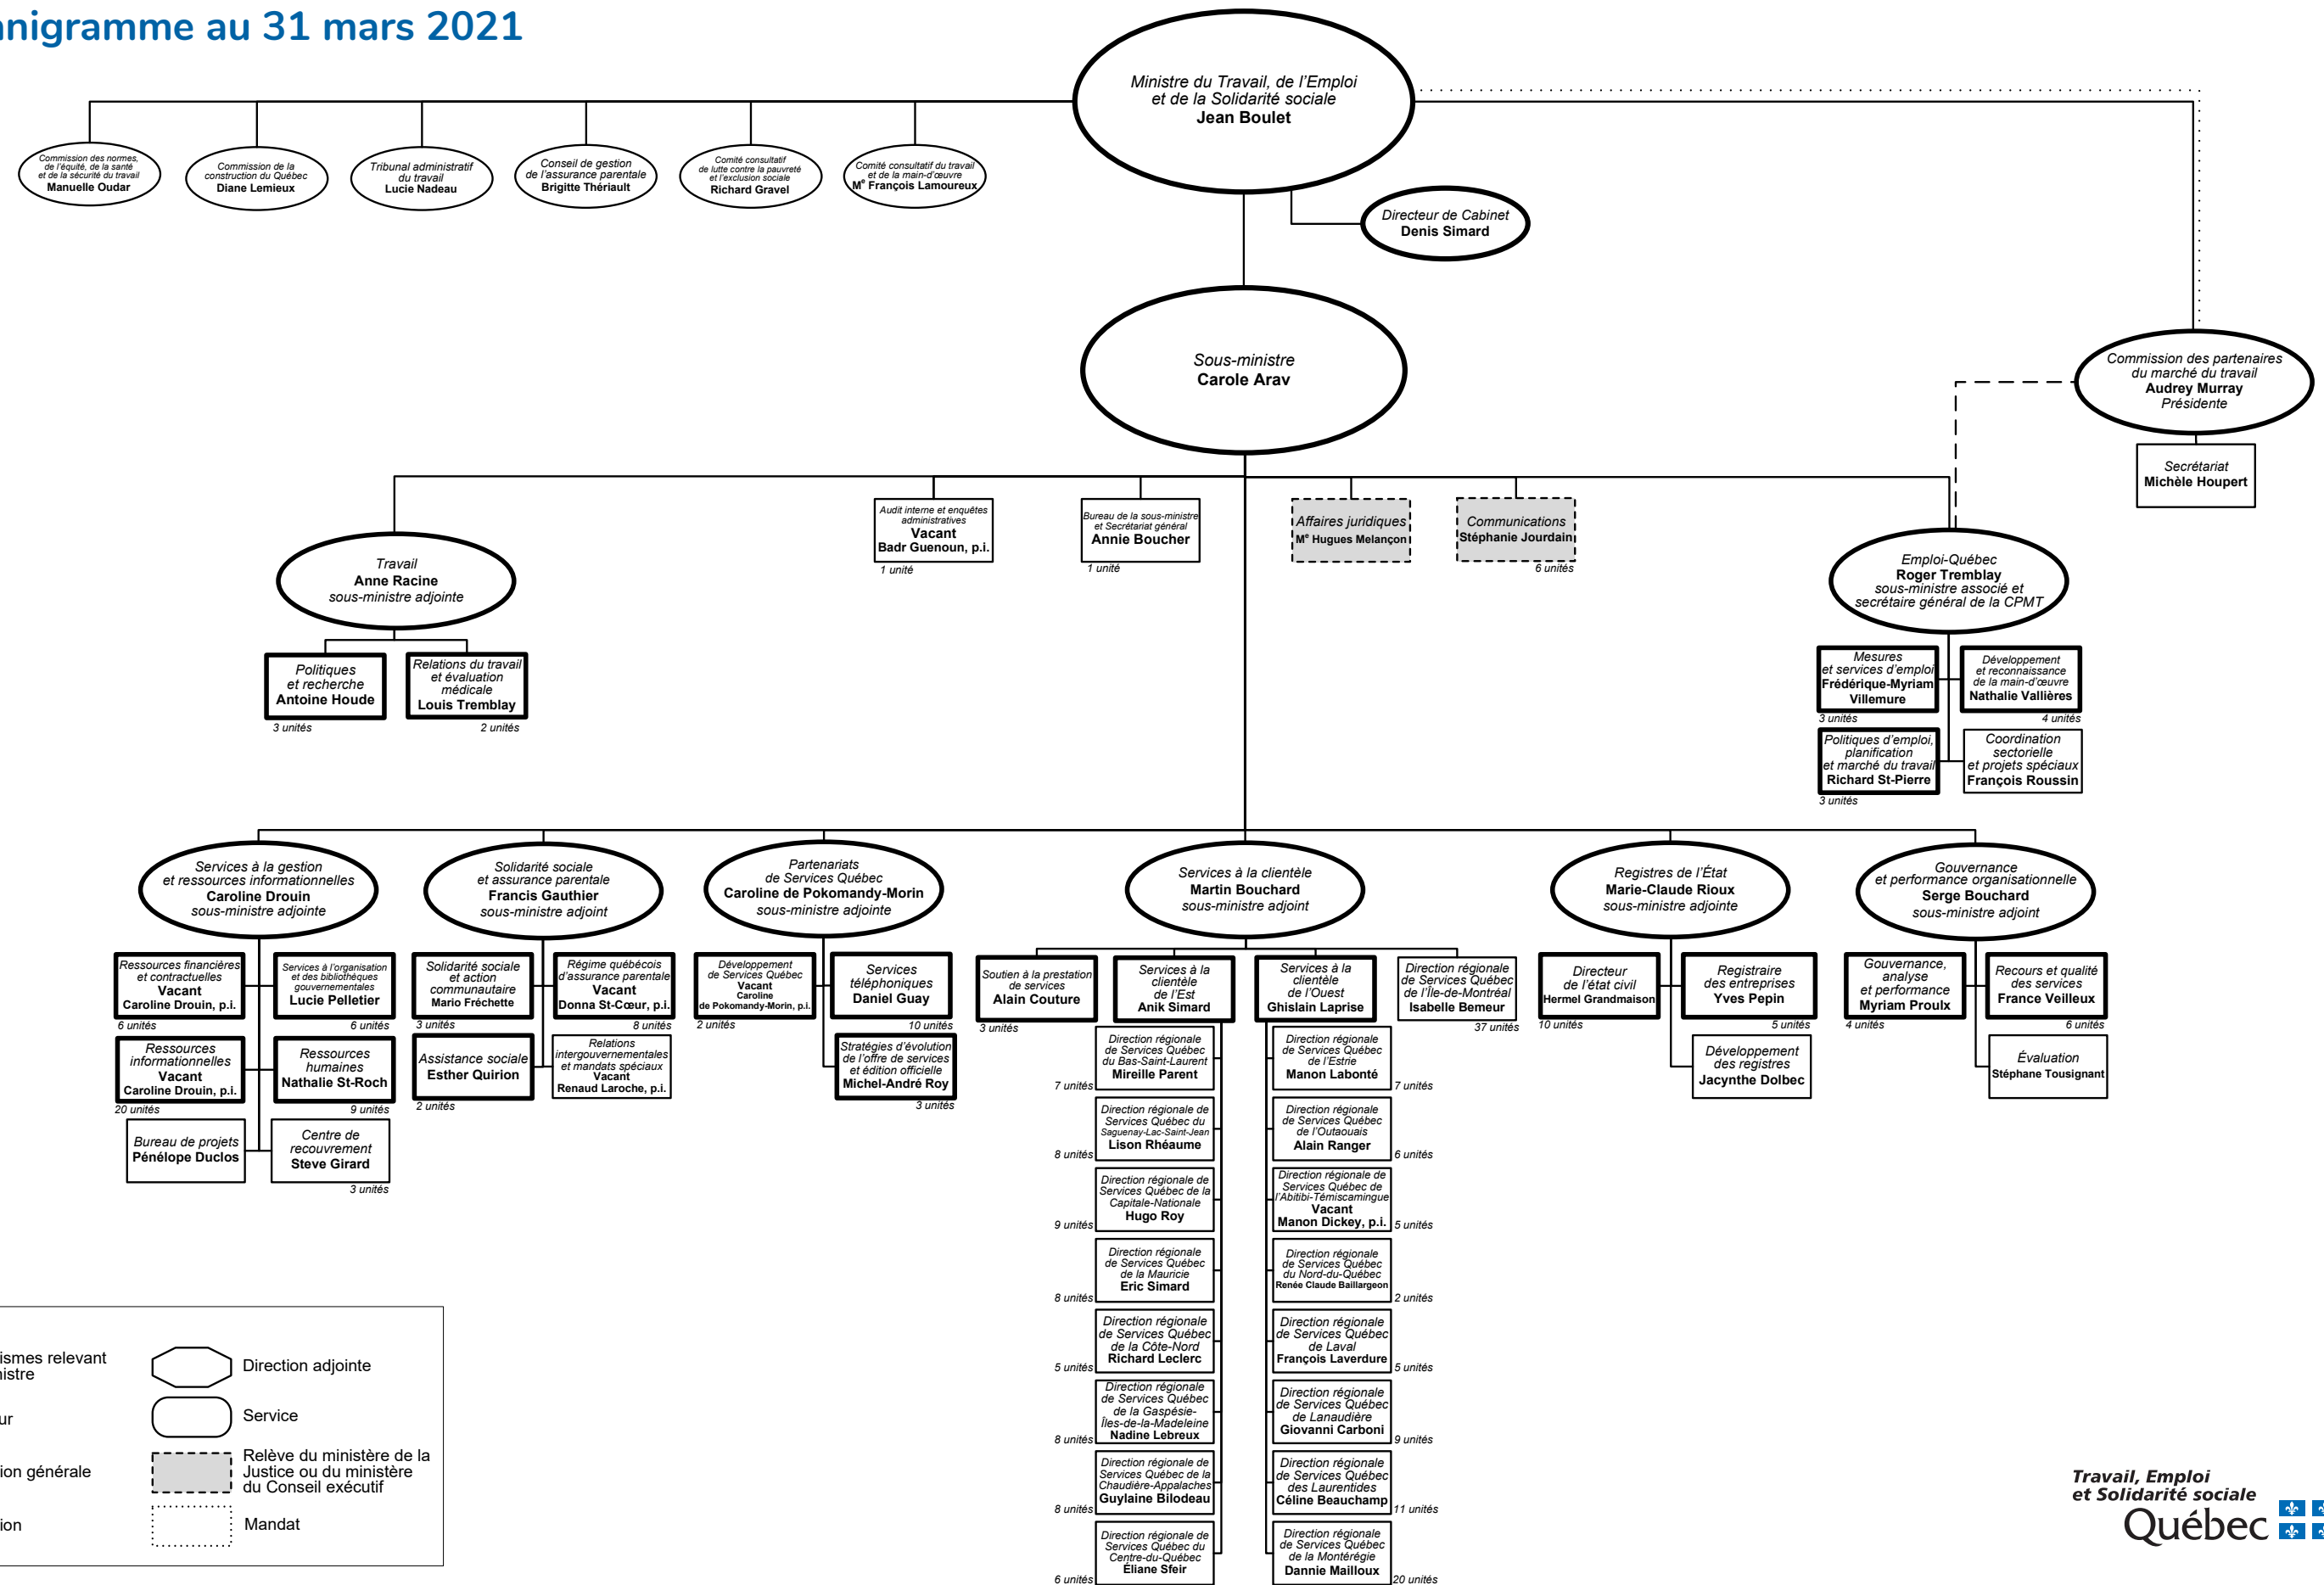 nigramme au 31 mars 2021
Ministre du Travail, de l'Emploi
et de la Solidarité sociale
Jean Boulet
Commission des normes,
de l'équité, de la santé
et de la sécurité du travail
Manuelle Oudar
Commission de la
construction du Québec
Diane Lemieux
Tribunal administratif
du travail
Lucie Nadeau
Conseil de gestion
de l'assurance parentale
Brigitte Thériault
Comité consultatif
de lutte contre la pauvreté
et l'exclusion sociale
Richard Gravel
Comité consultatif du travail
et de la main-d'œuvre
Me François Lamoureux
Directeur de Cabinet
Denis Simard
Sous-ministre
Carole Arav
Commission des partenaires
du marché du travail
Audrey Murray
Présidente
Secrétariat
Michèle Houpert
Travail
Anne Racine
sous-ministre adjointe
Audit interne et enquêtes
administratives
Vacant
Badr Guenoun, p.i.
1 unité
Bureau de la sous-ministre
et Secrétariat général
Annie Boucher
1 unité
Affaires juridiques
Me Hugues Melançon
Communications
Stéphanie Jourdain
6 unités
Emploi-Québec
Roger Tremblay
sous-ministre associé et
secrétaire général de la CPMT
Politiques
et recherche
Antoine Houde
3 unités
Relations du travail
et évaluation
médicale
Louis Tremblay
2 unités
Mesures
et services d'emploi
Frédérique-Myriam
Villemure
3 unités
Développement
et reconnaissance
de la main-d'œuvre
Nathalie Vallières
4 unités
Politiques d'emploi,
planification
et marché du travail
Richard St-Pierre
3 unités
Coordination
sectorielle
et projets spéciaux
François Roussin
Services à la gestion
et ressources informationnelles
Caroline Drouin
sous-ministre adjointe
Solidarité sociale
et assurance parentale
Francis Gauthier
sous-ministre adjoint
Partenariats
de Services Québec
Caroline de Pokomandy-Morin
sous-ministre adjointe
Services à la clientèle
Martin Bouchard
sous-ministre adjoint
Registres de l'État
Marie-Claude Rioux
sous-ministre adjointe
Gouvernance
et performance organisationnelle
Serge Bouchard
sous-ministre adjoint
Ressources financières
et contractuelles
Vacant
Caroline Drouin, p.i.
6 unités
Services à l'organisation
et des bibliothèques
gouvernementales
Lucie Pelletier
6 unités
Ressources
informationnelles
Vacant
Caroline Drouin, p.i.
20 unités
Ressources
humaines
Nathalie St-Roch
9 unités
Bureau de projets
Pénélope Duclos
Centre de
recouvrement
Steve Girard
3 unités
Solidarité sociale
et action
communautaire
Mario Fréchette
3 unités
Régime québécois
d'assurance parentale
Vacant
Donna St-Cœur, p.i.
8 unités
Assistance sociale
Esther Quirion
2 unités
Relations
intergouvernementales
et mandats spéciaux
Vacant
Renaud Laroche, p.i.
Développement
de Services Québec
Vacant
Caroline
de Pokomandy-Morin, p.i.
2 unités
Services
téléphoniques
Daniel Guay
10 unités
Stratégies d'évolution
de l'offre de services
et édition officielle
Michel-André Roy
3 unités
Soutien à la prestation
de services
Alain Couture
3 unités
Services à la
clientèle
de l'Est
Anik Simard
Services à la
clientèle
de l'Ouest
Ghislain Laprise
Direction régionale
de Services Québec
de l'Île-de-Montréal
Isabelle Bemeur
37 unités
Direction régionale
de Services Québec
du Bas-Saint-Laurent
Mireille Parent
7 unités
Direction régionale de
Services Québec du
Saguenay-Lac-Saint-Jean
Lison Rhéaume
8 unités
Direction régionale de
Services Québec de la
Capitale-Nationale
Hugo Roy
9 unités
Direction régionale
de Services Québec
de la Mauricie
Eric Simard
8 unités
Direction régionale
de Services Québec
de la Côte-Nord
Richard Leclerc
5 unités
Direction régionale
de Services Québec
de la Gaspésie-
Îles-de-la-Madeleine
Nadine Lebreux
8 unités
Direction régionale de
Services Québec de la
Chaudière-Appalaches
Guylaine Bilodeau
8 unités
Direction régionale de
Services Québec du
Centre-du-Québec
Éliane Sfeir
6 unités
Direction régionale
de Services Québec
de l'Estrie
Manon Labonté
7 unités
Direction régionale
de Services Québec
de l'Outaouais
Alain Ranger
6 unités
Direction régionale de
Services Québec de
l'Abitibi-Témiscamingue
Vacant
Manon Dickey, p.i.
5 unités
Direction régionale
de Services Québec
du Nord-du-Québec
Renée Claude Baillargeon
2 unités
Direction régionale
de Services Québec
de Laval
François Laverdure
5 unités
Direction régionale
de Services Québec
de Lanaudière
Giovanni Carboni
9 unités
Direction régionale
de Services Québec
des Laurentides
Céline Beauchamp
11 unités
Direction régionale
de Services Québec
de la Montérégie
Dannie Mailloux
20 unités
Directeur
de l'état civil
Hermel Grandmaison
10 unités
Registraire
des entreprises
Yves Pepin
5 unités
Développement
des registres
Jacynthe Dolbec
Gouvernance,
analyse
et performance
Myriam Proulx
4 unités
Recours et qualité
des services
France Veilleux
6 unités
Évaluation
Stéphane Tousignant
ismes relevant
nistre
ur
ion générale
ion
Direction adjointe
Service
Relève du ministère de la
Justice ou du ministère
du Conseil exécutif
Mandat
Travail, Emploi
et Solidarité sociale
Québec